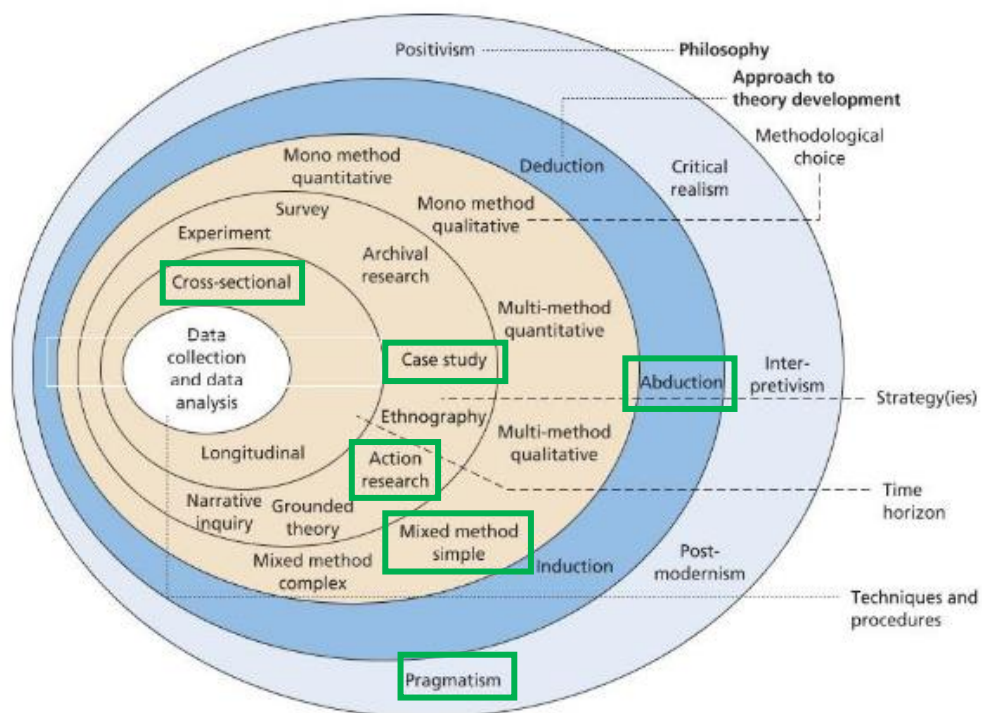 Positivism
Philosophy
Approach to
theory development
Methodological
choice
Mono method
quantitative
Deduction
Critical
realism
Survey
Mono method
qualitative
Experiment
Archival
research
Cross-sectional
Multi-method
quantitative
Data
collection
and data
analysis
Case study
Abduction
Inter-
pretivism
Strategy(ies)
Ethnography
Multi-method
qualitative
Longitudinal
Action
research
Time
horizon
Narrative
inquiry
Grounded
theory
Mixed method
simple
Mixed method
complex
Induction
Post-
modernism
Techniques and
procedures
Pragmatism